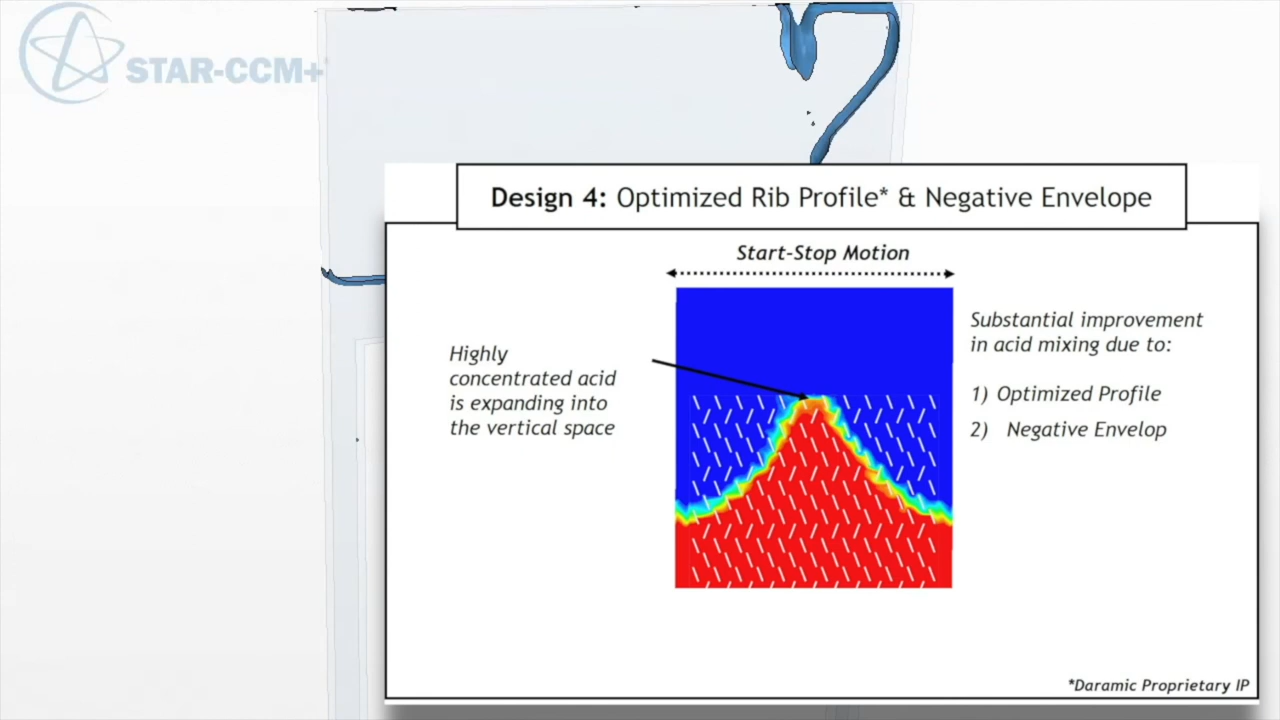 STAR-CCM+
Design 4: Optimized Rib Profile* & Negative Envelope
Start-Stop Motion
Highly
concentrated acid
is expanding into
the vertical space
Substantial improvement
in acid mixing due to:
1) Optimized Profile
2) Negative Envelop
*Daramic Proprietary IP